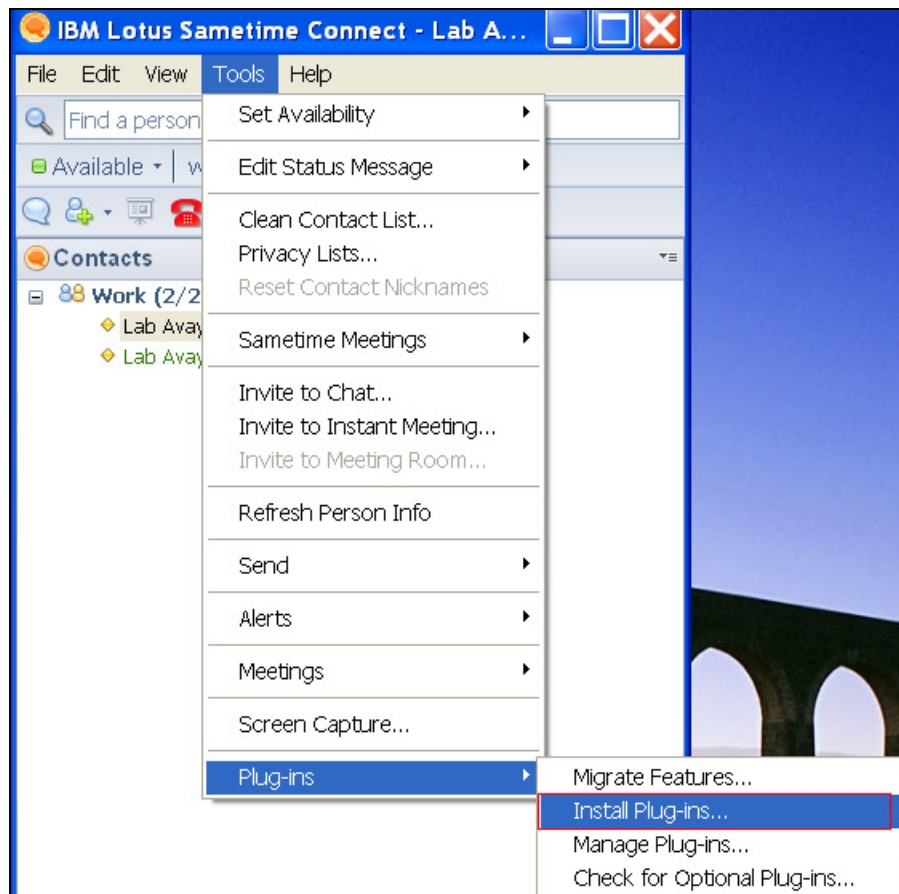 IBM Lotus Sametime Connect - Lab A...
File Edit View Tools Help
Find a person
Available
Contacts
Work (2/2
Lab Avay
Lab Avay
Set Availability
Edit Status Message
Clean Contact List...
Privacy Lists...
Reset Contact Nicknames
Sametime Meetings
Invite to Chat...
Invite to Instant Meeting...
Invite to Meeting Room...
Refresh Person Info
Send
Alerts
Meetings
Screen Capture...
Plug-ins
Migrate Features...
Install Plug-ins...
Manage Plug-ins...
Check for Optional Plug-ins...